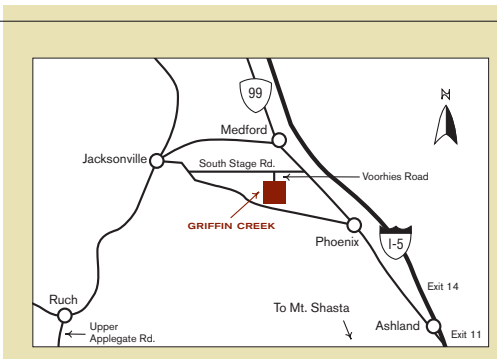 99
N
Medford
Jacksonville
South Stage Rd.
Voorhies Road
GRIFFIN CREEK
Phoenix
I-5
Exit 14
Ruch
To Mt. Shasta
Upper
Applegate Rd.
Ashland
Exit 11